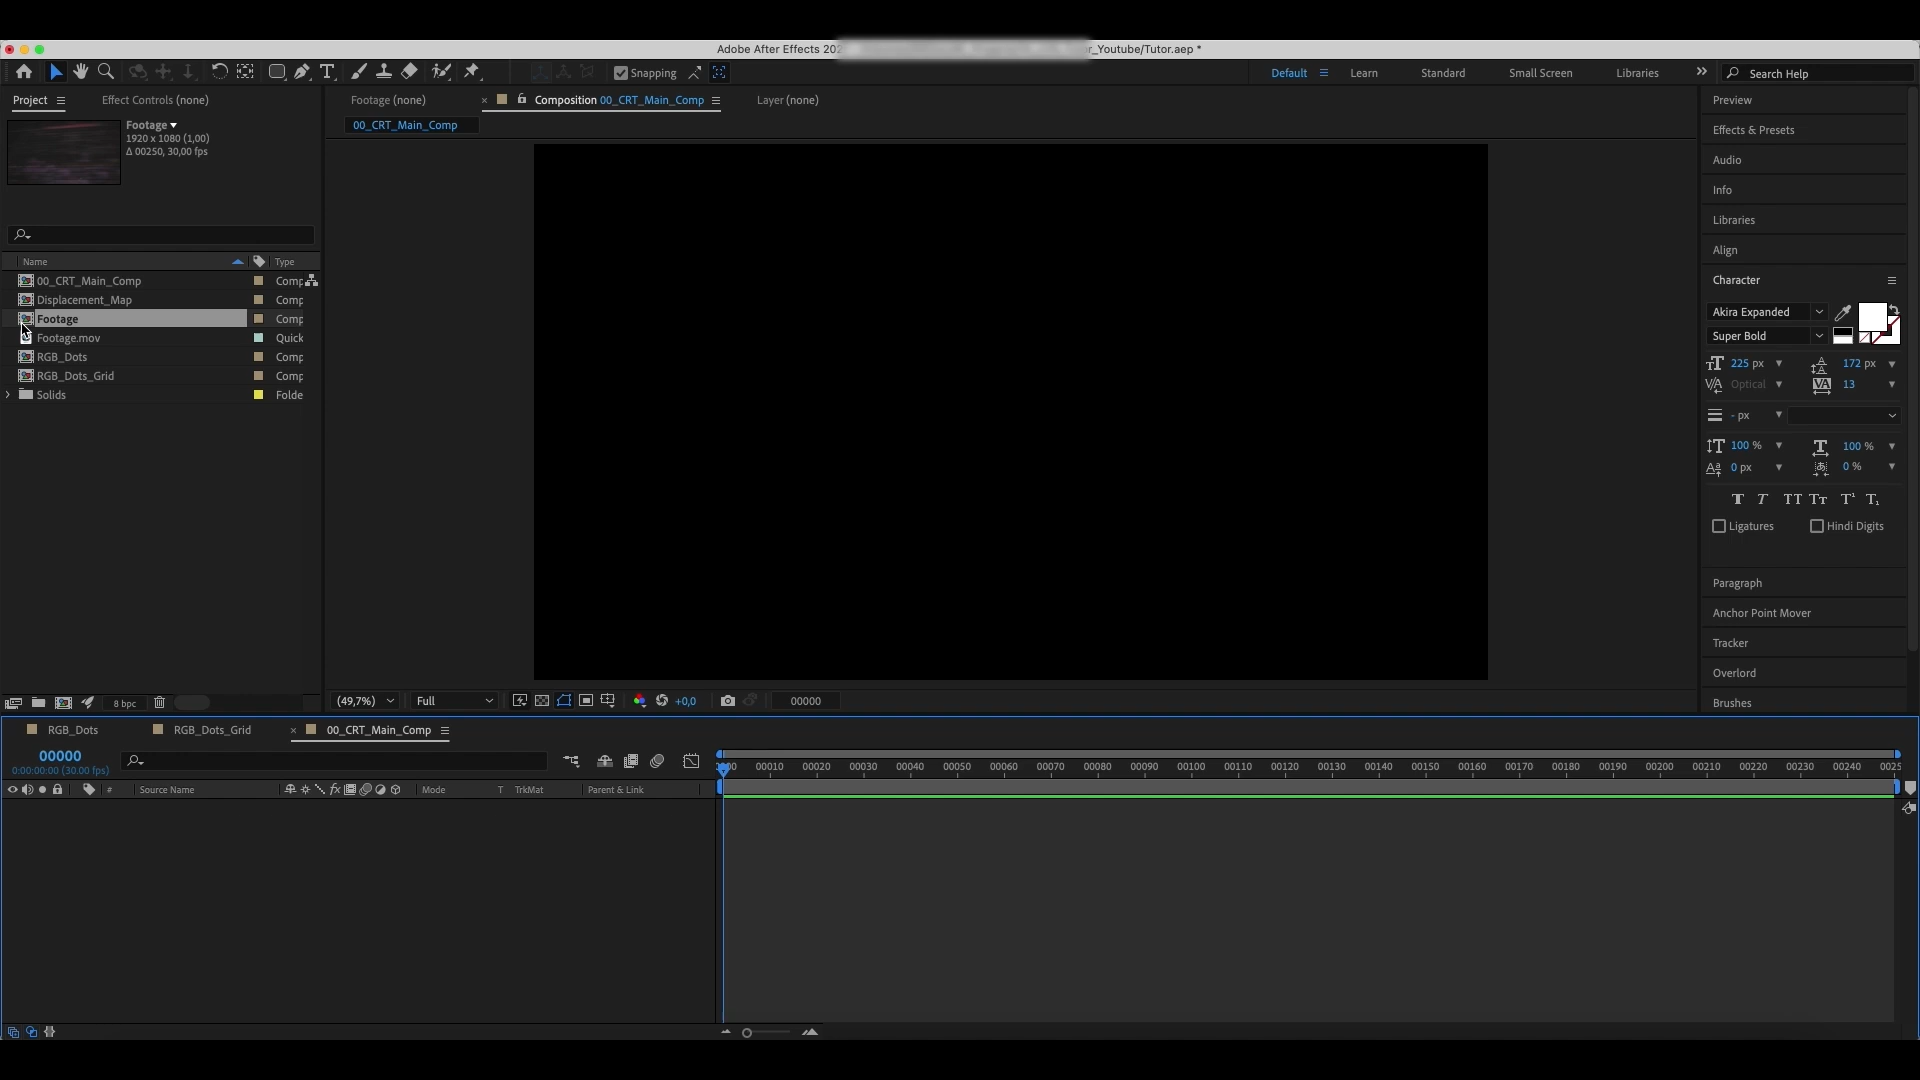 Adobe After Effects 202
r_Youtube/Tutor.aep *
Snapping
Default
Learn
Standard
Small Screen
Libraries
Search Help
Project
Effect Controls (none)
Footage (none)
Composition 00_CRT_Main_Comp
Layer (none)
00_CRT_Main_Comp
Footage
1920 x 1080 (1,00)
Δ 00250, 30,00 fps
Name
Type
00_CRT_Main_Comp
Comp
Displacement_Map
Comp
Footage
Comp
Footage.mov
Quick
RGB_Dots
Comp
RGB_Dots_Grid
Comp
Solids
Folde
8 bpc
(49,7%)
Full
+0,0
00000
Preview
Effects & Presets
Audio
Info
Libraries
Align
Character
Akira Expanded
Super Bold
225 px
172 px
Optical
13
- px
100 %
100 %
0 px
0 %
Ligatures
Hindi Digits
Paragraph
Anchor Point Mover
Tracker
Overlord
Brushes
RGB_Dots
RGB_Dots_Grid
00_CRT_Main_Comp
00000
0:00:00:00 (30.00 fps)
00010 00020 00030 00040 00050 00060 00070 00080 00090 00100 00110 00120 00130 00140 00150 00160 00170 00180 00190 00200 00210 00220 00230 00240 0025
#
Source Name
fx
Mode
T
TrkMat
Parent & Link